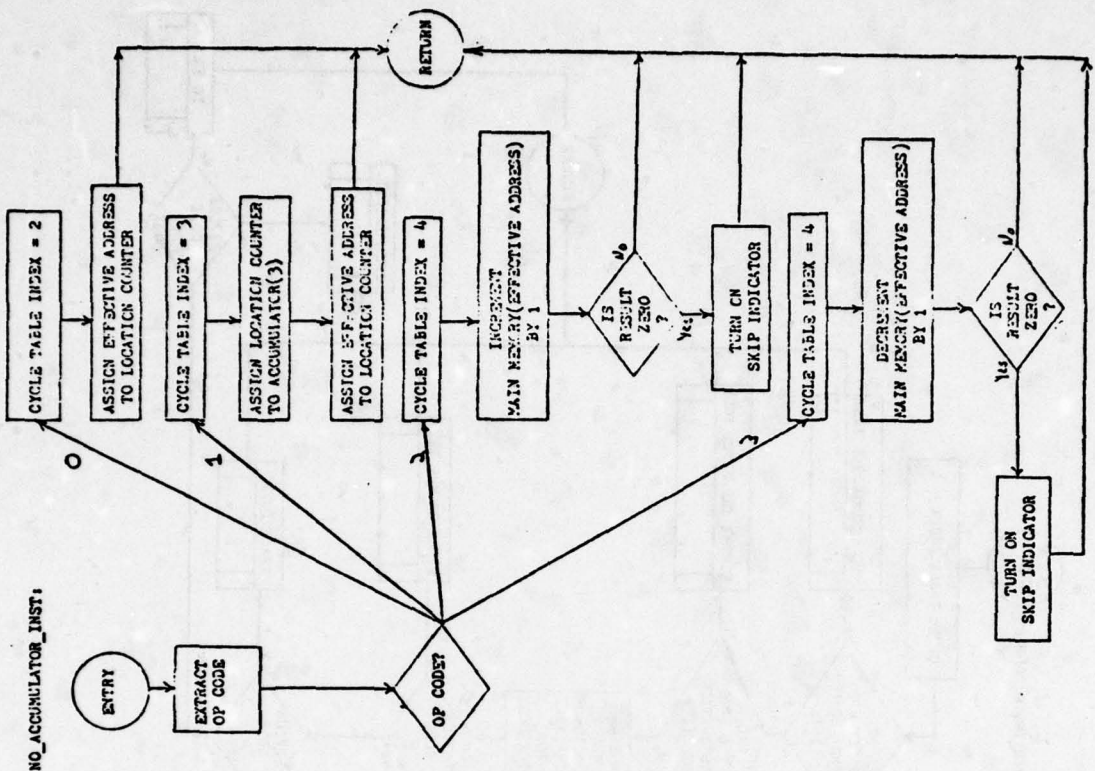 NO_ACCUMULATOR_INST:
ENTRY
EXTRACT
OP CODE
OP CODE?
0
CYCLE TABLE INDEX = 2
ASSIGN EFFECTIVE ADDRESS
TO LOCATION COUNTER
1
CYCLE TABLE INDEX = 3
ASSIGN LOCATION COUNTER
TO ACCUMULATOR(3)
ASSIGN EFFECTIVE ADDRESS
TO LOCATION COUNTER
2
CYCLE TABLE INDEX = 4
INCREMENT
MAIN MEMORY(EFFECTIVE ADDRESS)
BY 1
IS
RESULT
ZERO
?
No
Yes
TURN ON
SKIP INDICATOR
3
CYCLE TABLE INDEX = 4
DECREMENT
MAIN MEMORY(EFFECTIVE ADDRESS)
BY 1
IS
RESULT
ZERO
?
No
Yes
TURN ON
SKIP INDICATOR
RETURN